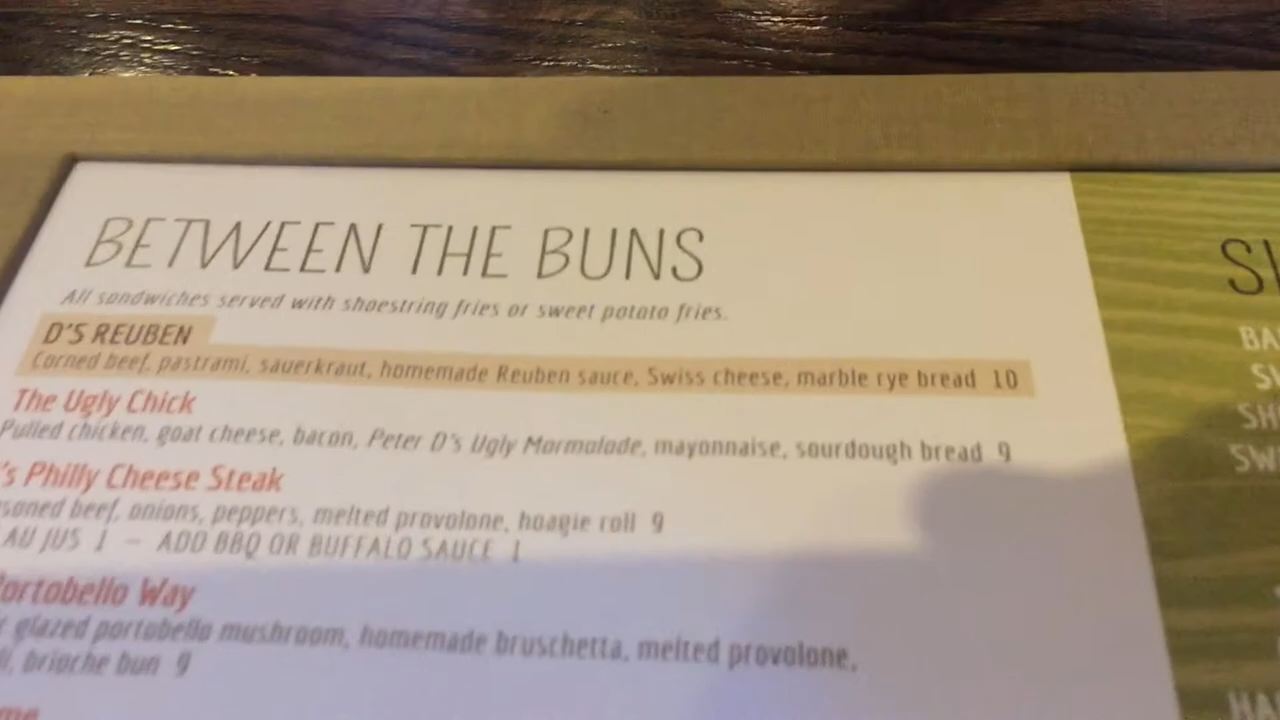 BETWEEN THE BUNS
All sandwiches served with shoestring fries or sweet potato fries.
D'S REUBEN
Corned beef, pastrami, sauerkraut, homemade Reuben sauce, Swiss cheese, marble rye bread 10
The Ugly Chick
Pulled chicken, goat cheese, bacon, Peter D's Ugly Marmalade, mayonnaise, sourdough bread 9
's Philly Cheese Steak
beef, onions, peppers, melted provolone, hoagie roll 9
AU JUS 1 – ADD BBQ OR BUFFALO SAUCE 1
Portobello Way
glazed portobello mushroom, homemade bruschetta, melted provolone,
brioche bun 9